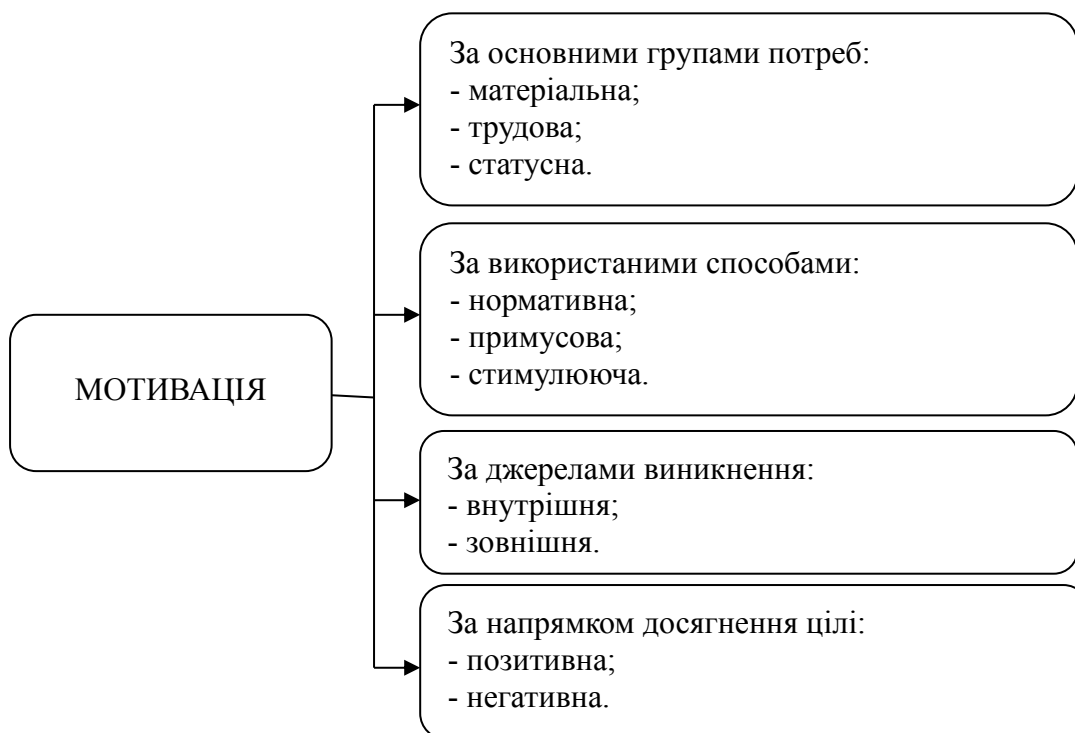 МОТИВАЦІЯ
За основними групами потреб:
- матеріальна;
- трудова;
- статусна.
За використаними способами:
- нормативна;
- примусова;
- стимулююча.
За джерелами виникнення:
- внутрішня;
- зовнішня.
За напрямком досягнення цілі:
- позитивна;
- негативна.